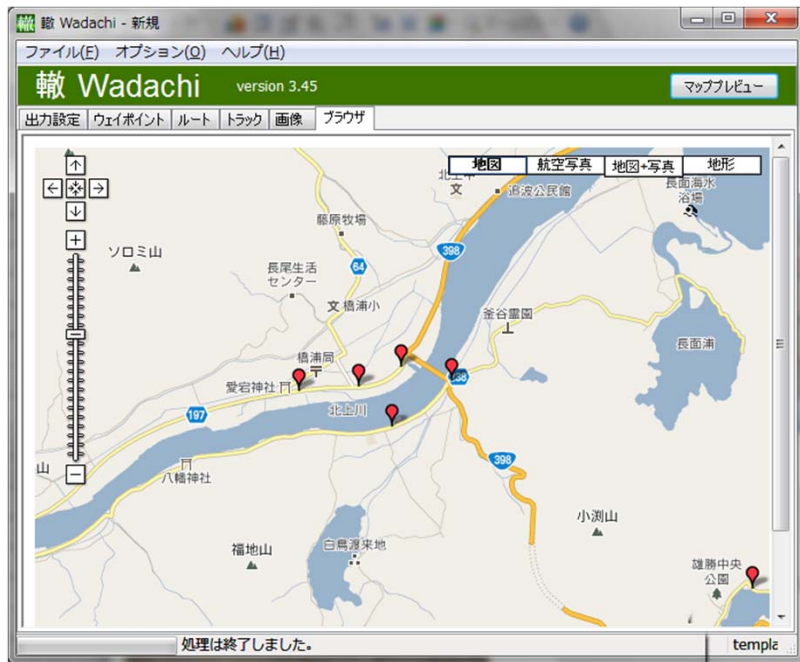 轍 Wadachi - 新規
ファイル(F) オプション(O) ヘルプ(H)
轍 Wadachi version 3.45 マッププレビュー
出力設定 ウェイポイント ルート トラック 画像 ブラウザ
地図 航空写真 地図+写真 地形
追波公民館
長面海水
浴場
藤原牧場
398
ソロミ山
64
長尾生活
センター
文 橋浦小
釜谷霊園
長面浦
橋浦局
愛宕神社
北上川
197
398
八幡神社
山
小渕山
福地山
白鳥渡来地
雄勝中央
公園
処理は終了しました。 templa